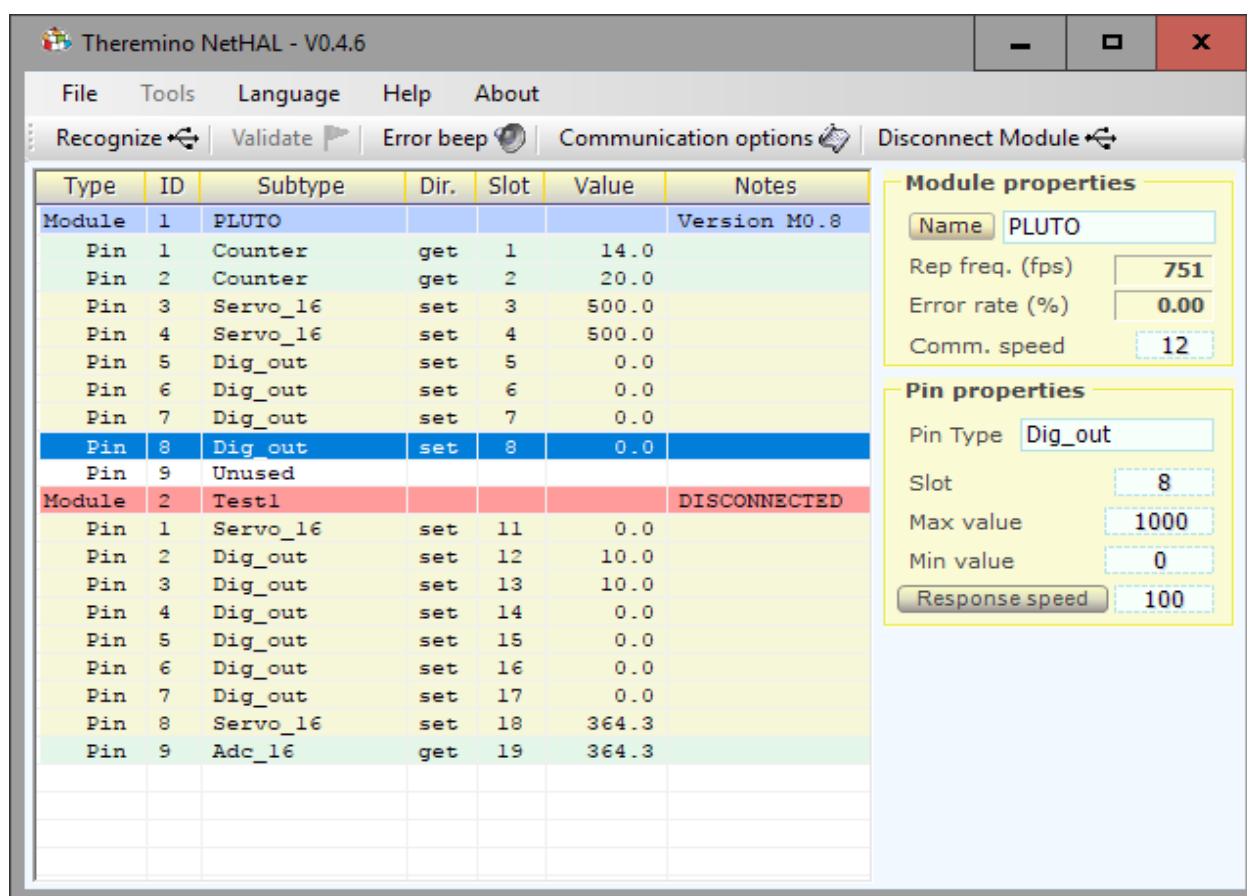 Theremino NetHAL - V0.4.6
File Tools Language Help About
Recognize Validate Error beep Communication options Disconnect Module
Type ID Subtype Dir. Slot Value Notes
Module 1 PLUTO Version M0.8
Pin 1 Counter get 1 14.0
Pin 2 Counter get 2 20.0
Pin 3 Servo_16 set 3 500.0
Pin 4 Servo_16 set 4 500.0
Pin 5 Dig_out set 5 0.0
Pin 6 Dig_out set 6 0.0
Pin 7 Dig_out set 7 0.0
Pin 8 Dig_out set 8 0.0
Pin 9 Unused
Module 2 Test1 DISCONNECTED
Pin 1 Servo_16 set 11 0.0
Pin 2 Dig_out set 12 10.0
Pin 3 Dig_out set 13 10.0
Pin 4 Dig_out set 14 0.0
Pin 5 Dig_out set 15 0.0
Pin 6 Dig_out set 16 0.0
Pin 7 Dig_out set 17 0.0
Pin 8 Servo_16 set 18 364.3
Pin 9 Adc_16 get 19 364.3
Module properties
Name PLUTO
Rep freq. (fps) 751
Error rate (%) 0.00
Comm. speed 12
Pin properties
Pin Type Dig_out
Slot 8
Max value 1000
Min value 0
Response speed 100